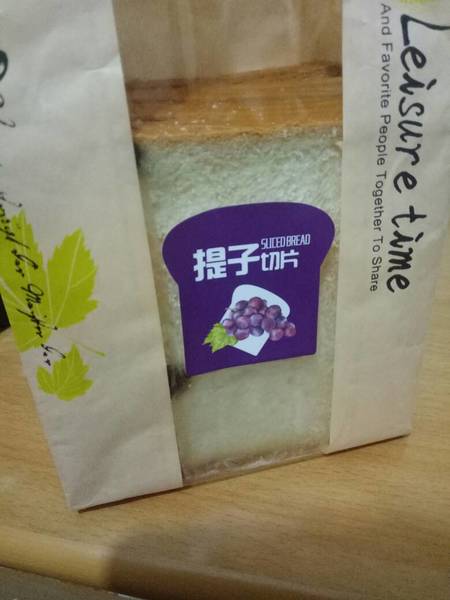 Leisure time
And Favorite People Together To Share
提子切片
SLICED BREAD